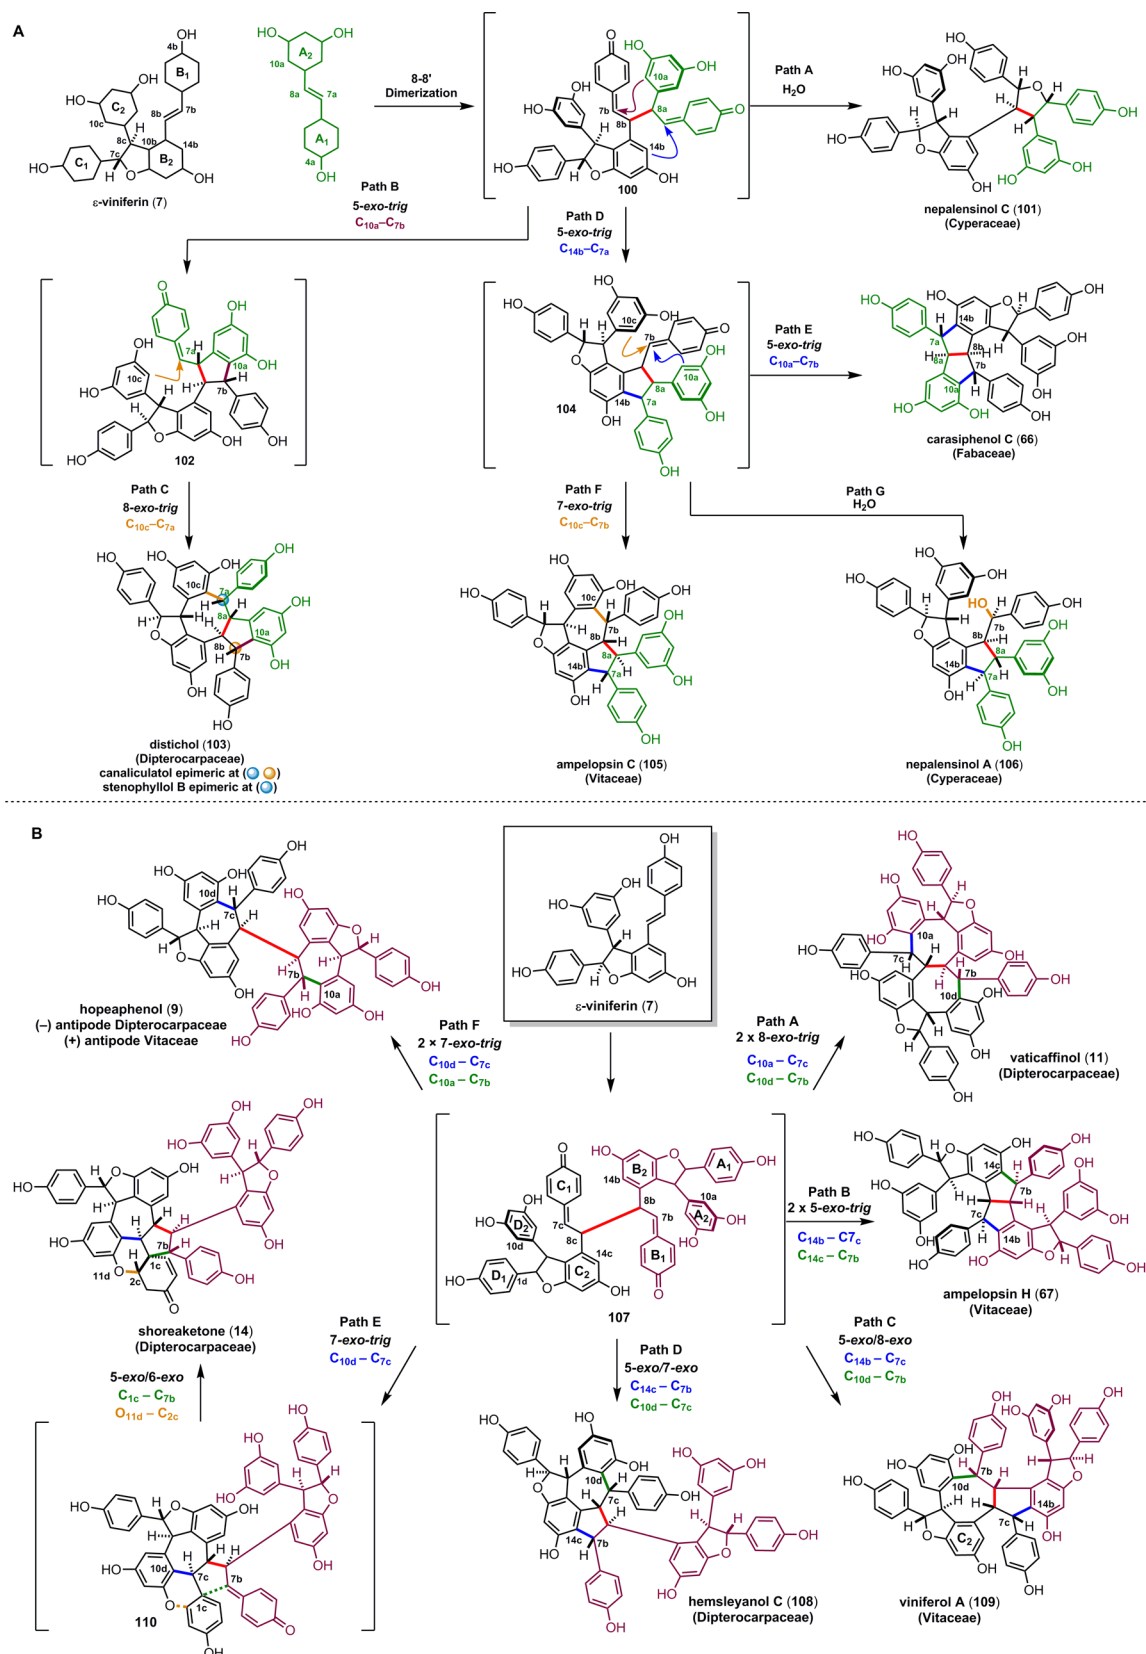 A
ε-viniferin (7)
8-8'
Dimerization
100
Path A
H₂O
nepalensinol C (101)
(Cyperaceae)
Path B
5-exo-trig
C10a–C7b
Path D
5-exo-trig
C14b–C7a
102
104
Path E
5-exo-trig
C10a–C7b
carasiphenol C (66)
(Fabaceae)
Path C
8-exo-trig
C10c–C7a
Path F
7-exo-trig
C10c–C7b
Path G
H₂O
distichol (103)
(Dipterocarpaceae)
canaliculatol epimeric at ( )
stenophyllol B epimeric at ( )
ampelopsin C (105)
(Vitaceae)
nepalensinol A (106)
(Cyperaceae)
B
ε-viniferin (7)
hopeaphenol (9)
(–) antipode Dipterocarpaceae
(+) antipode Vitaceae
Path F
2 × 7-exo-trig
C10d – C7c
C10a – C7b
Path A
2 x 8-exo-trig
C10a – C7c
C10d – C7b
vaticaffinol (11)
(Dipterocarpaceae)
107
Path B
2 x 5-exo-trig
C14b – C7c
C14c – C7b
ampelopsin H (67)
(Vitaceae)
shoreaketone (14)
(Dipterocarpaceae)
Path E
7-exo-trig
C10d – C7c
Path D
5-exo/7-exo
C14c – C7b
C10d – C7c
Path C
5-exo/8-exo
C14b – C7c
C10d – C7b
5-exo/6-exo
C1c – C7b
O11d – C2c
110
hemsleyanol C (108)
(Dipterocarpaceae)
viniferol A (109)
(Vitaceae)